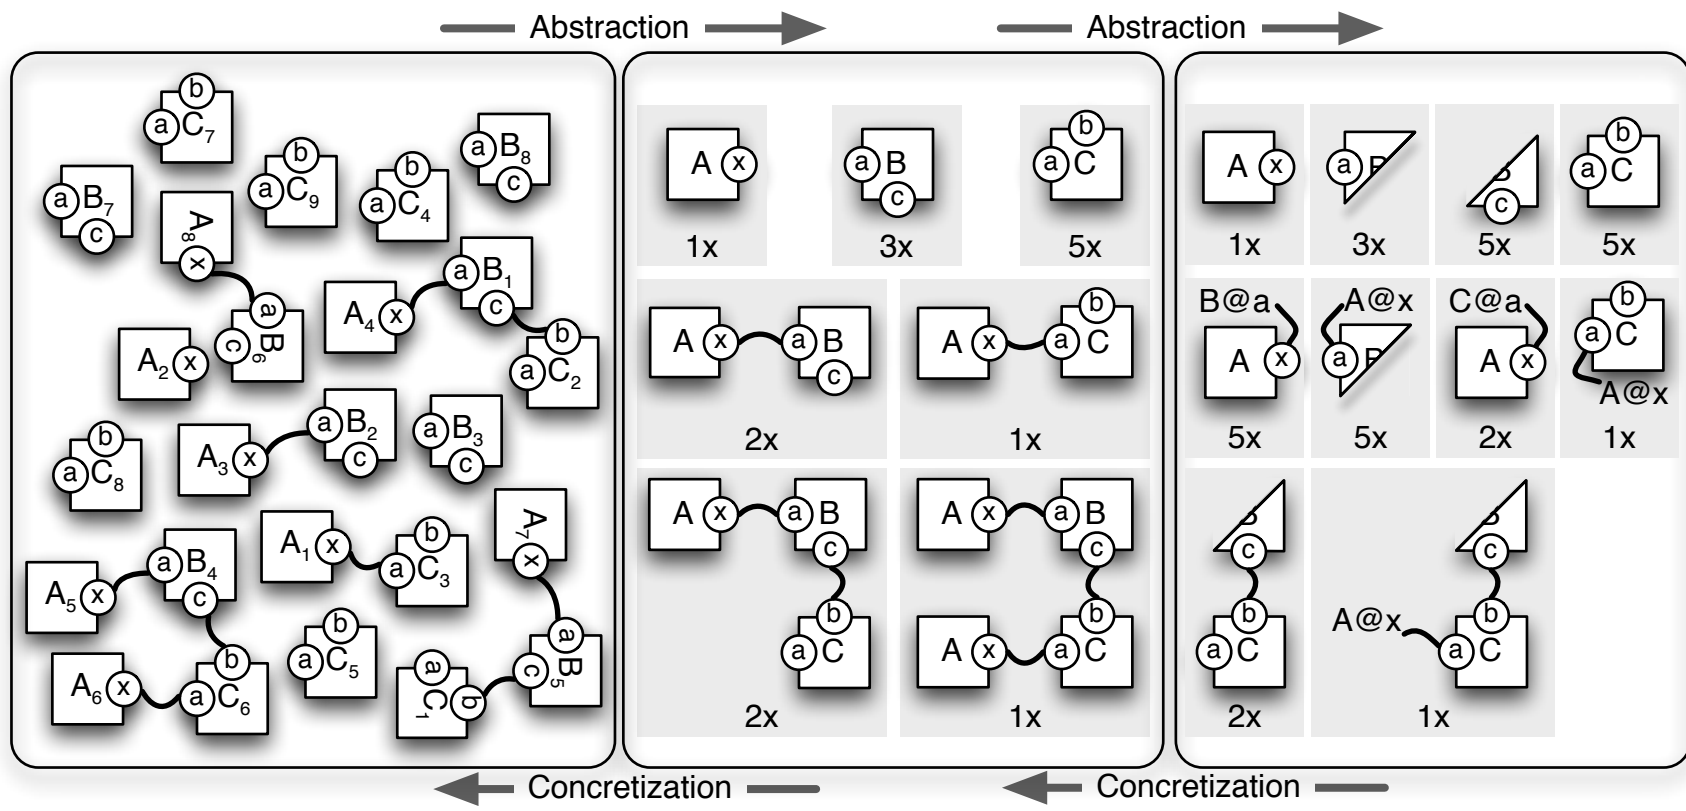 Abstraction
Abstraction
b
a C7
b
a C9
b
a C4
a B8
c
a B7
c
A8
x
a
B6
c
A4 x
a B1
c
b
a C2
A2 x
b
a C8
A3 x
a B2
c
a B3
c
A1 x
b
a C3
A7
x
a
B5
c
A5 x
a B4
c
b
a C6
A6 x
b
a C5
a
C1
b
A x
1x
a B
c
3x
b
a C
5x
A x a B
c
2x
A x b
a C
1x
A x a B
c
b
a C
2x
A x a B
c
b
A x a C
1x
A x
1x
a B
3x
B
c
5x
b
a C
5x
B@a
A x
5x
A@x
a B
5x
C@a
A x
2x
b
a C
A@x
1x
B
c
b
a C
2x
B
c
b
A@x
a C
1x
Concretization
Concretization